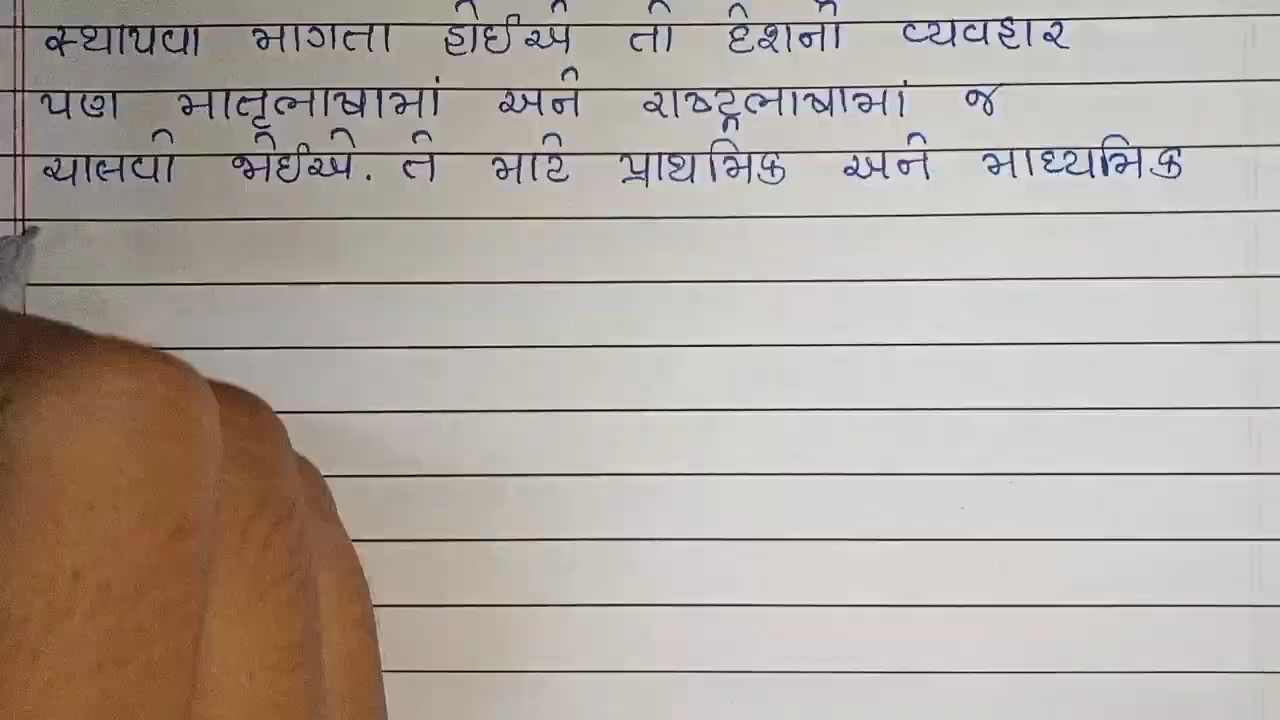 સ્થાપવા માગતા હોઈએ તો દેશનો વ્યવહાર
પણ માતૃભાષામાં અને રાષ્ટ્રભાષામાં જ
ચાલવો જોઈએ. તે માટે પ્રાથમિક અને માધ્યમિક